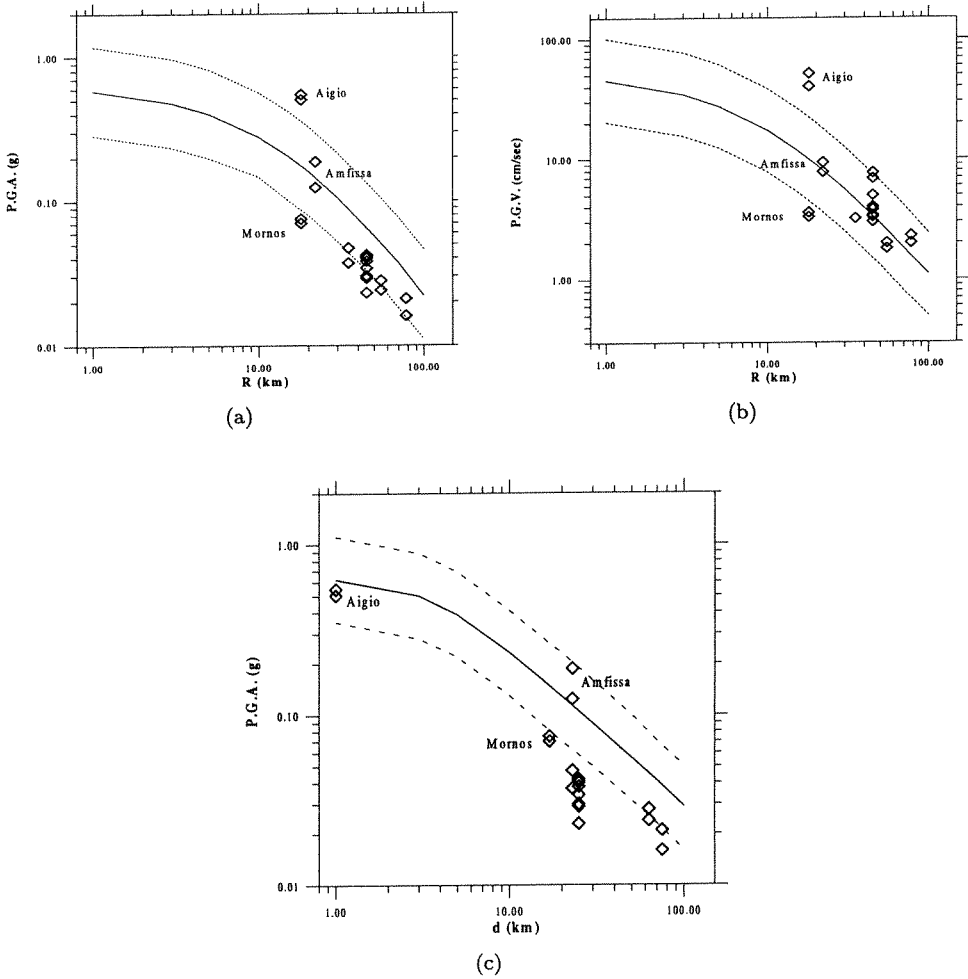 1.00
0.10
0.01
P.G.A. (g)
Aigio
Amfissa
Mornos
1.00
10.00
100.00
R (km)
(a)
100.00
10.00
1.00
P.G.V. (cm/sec)
Aigio
Amfissa
Mornos
1.00
10.00
100.00
R (km)
(b)
1.00
0.10
0.01
P.G.A. (g)
Aigio
Amfissa
Mornos
1.00
10.00
100.00
d (km)
(c)